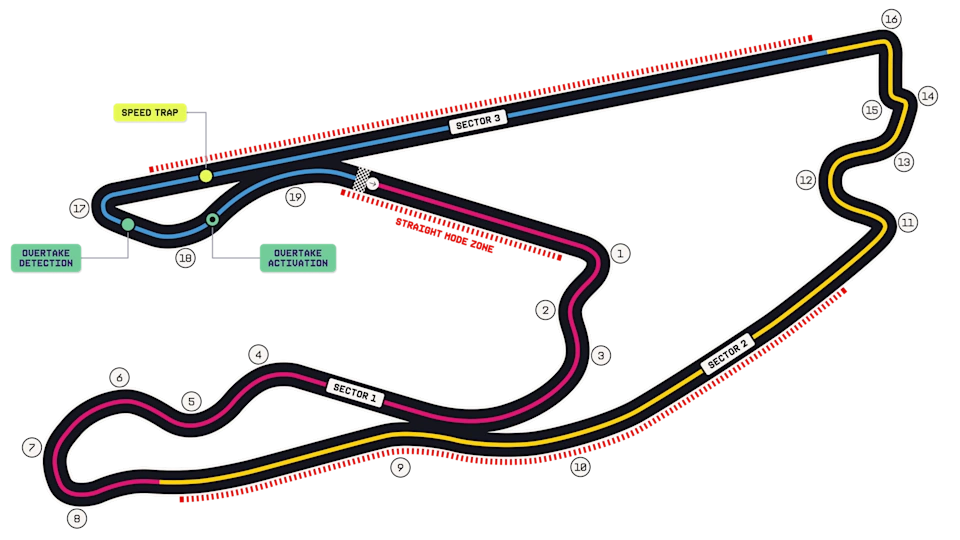 16
14
15
SPEED TRAP
SECTOR 3
13
12
19
17
11
STRAIGHT MODE ZONE
OVERTAKE
DETECTION
18
OVERTAKE
ACTIVATION
1
2
SECTOR 2
4
3
6
SECTOR 1
5
7
9
10
8